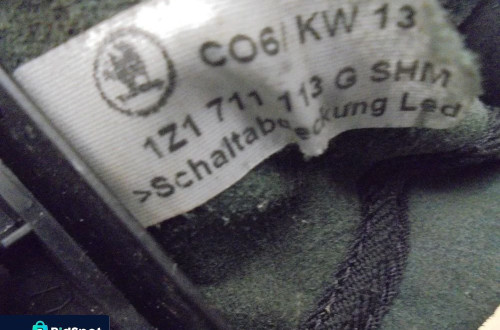 CO6/ KW 13
1Z1 711 113 G SHM
>Schaltabdeckung Led